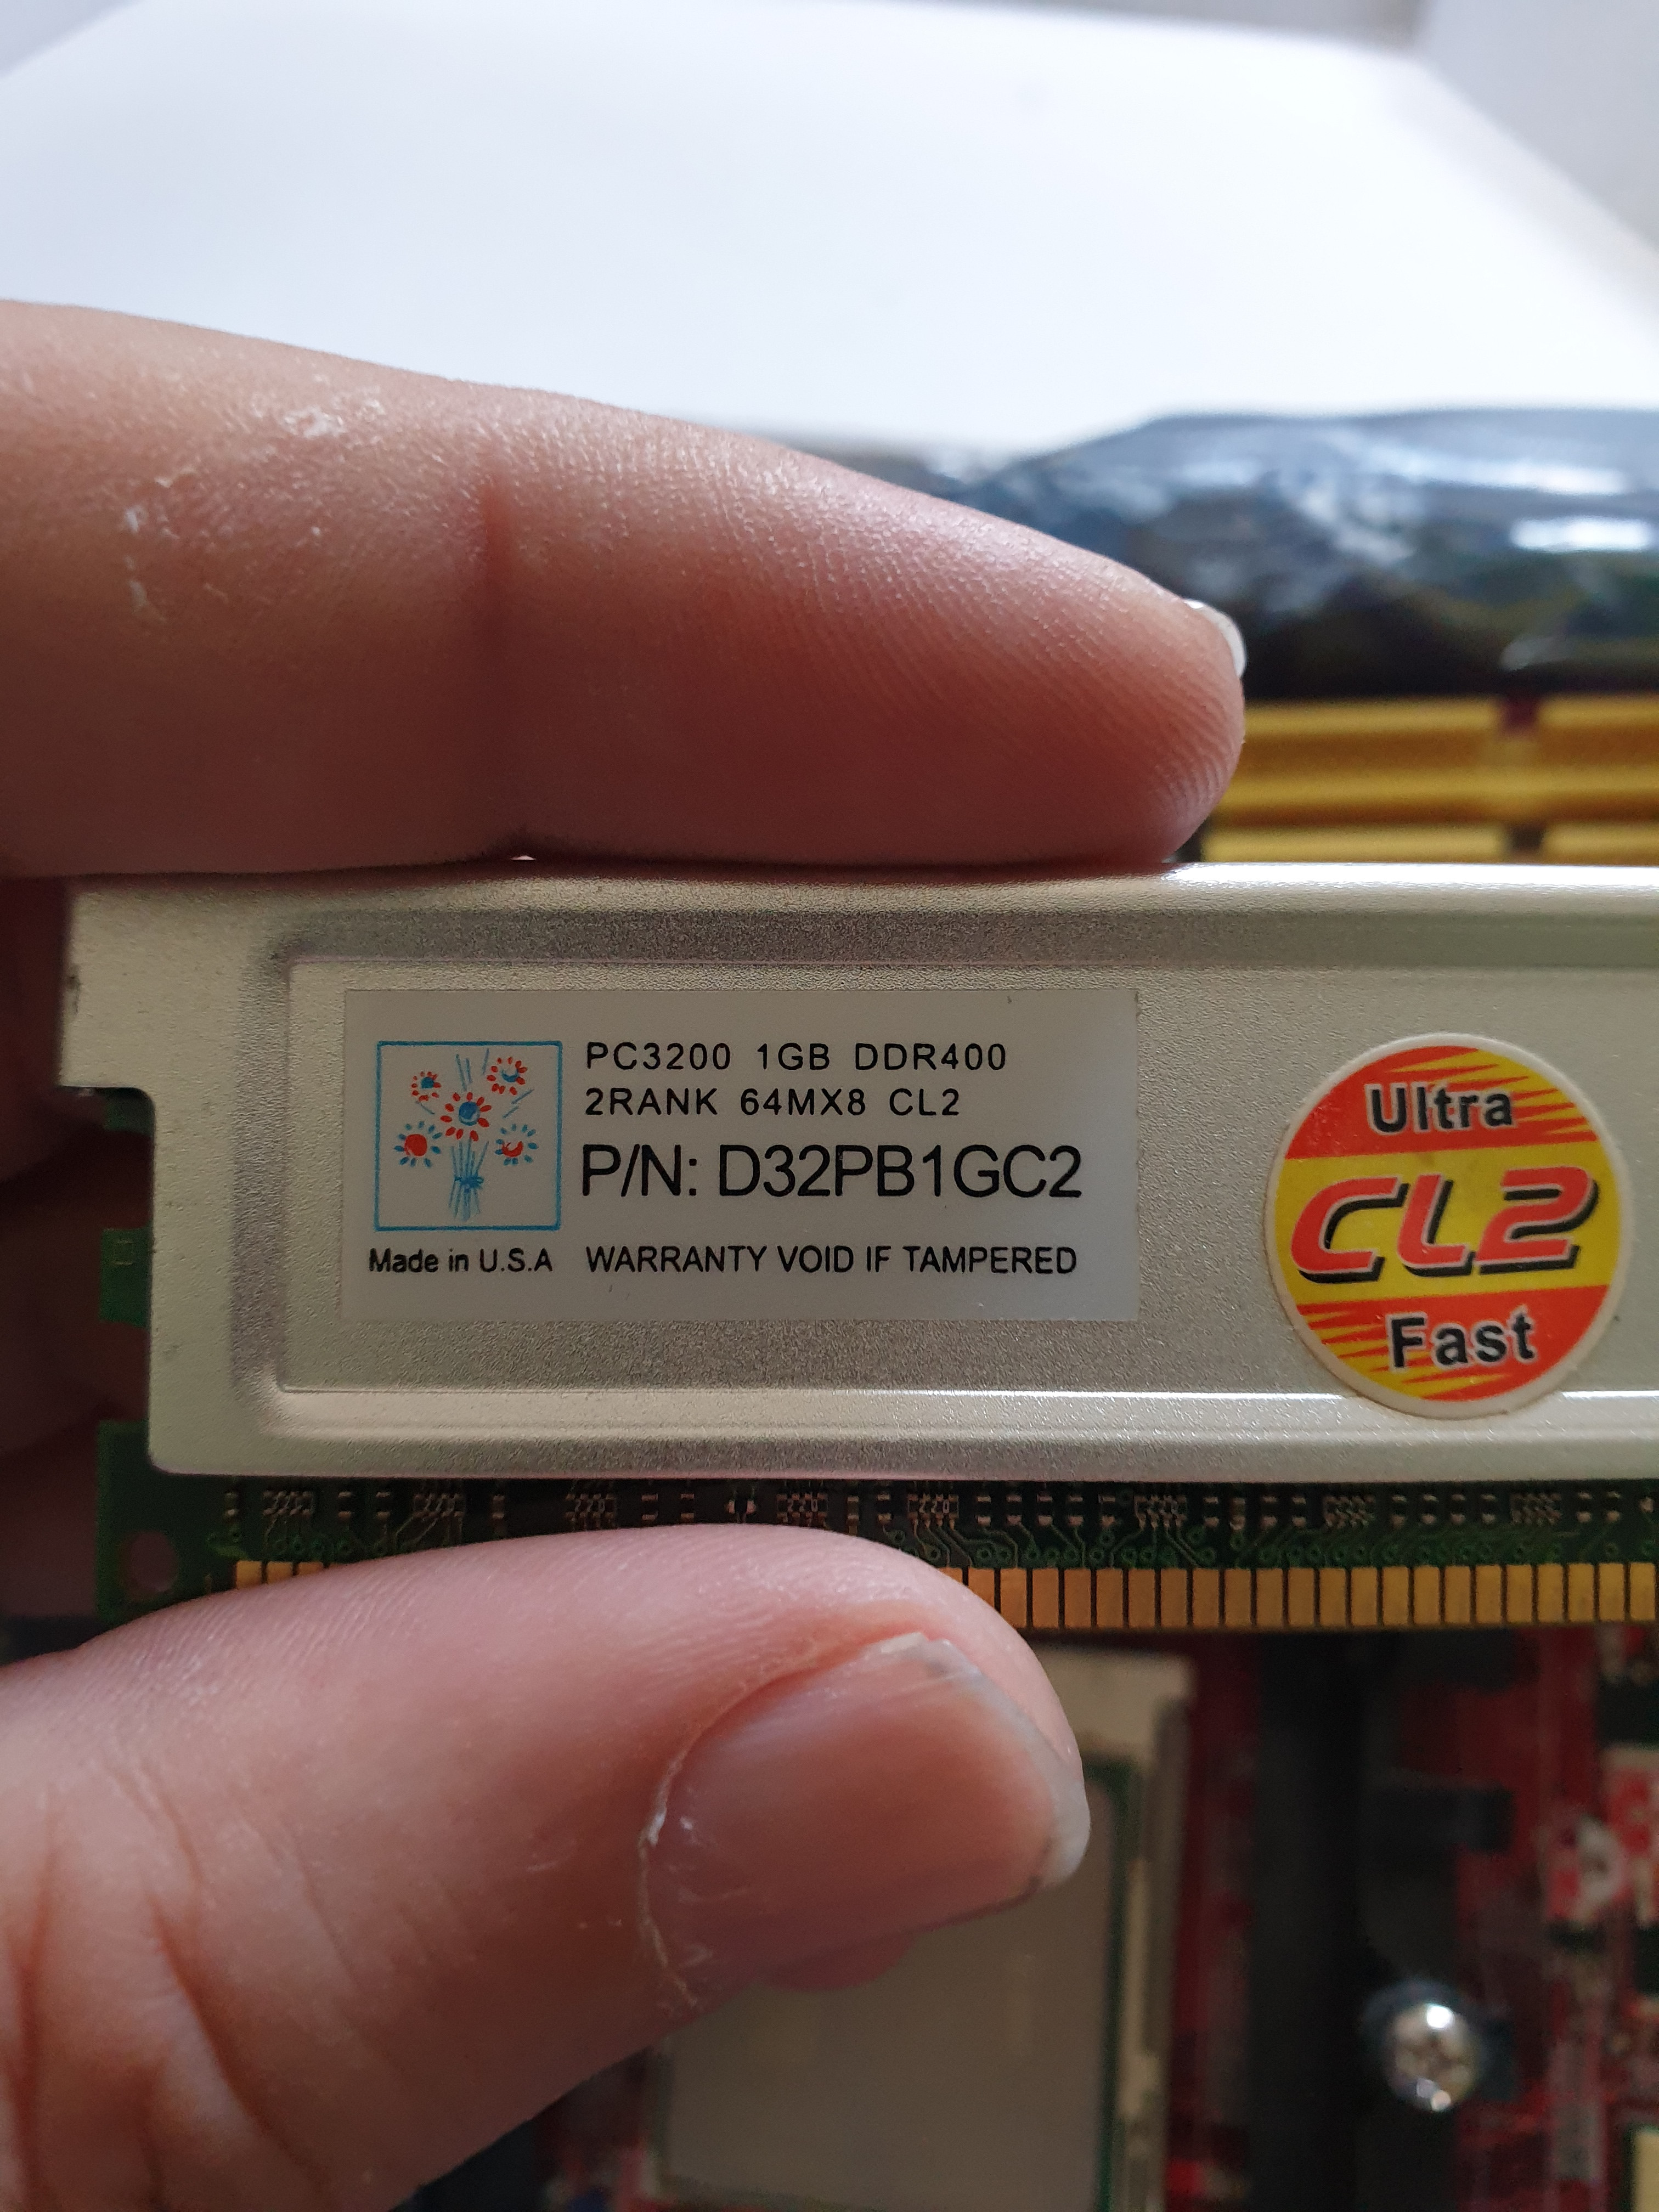 PC3200 1GB DDR400
2RANK 64MX8 CL2
P/N: D32PB1GC2
Made in U.S.A WARRANTY VOID IF TAMPERED
Ultra
CL2
Fast